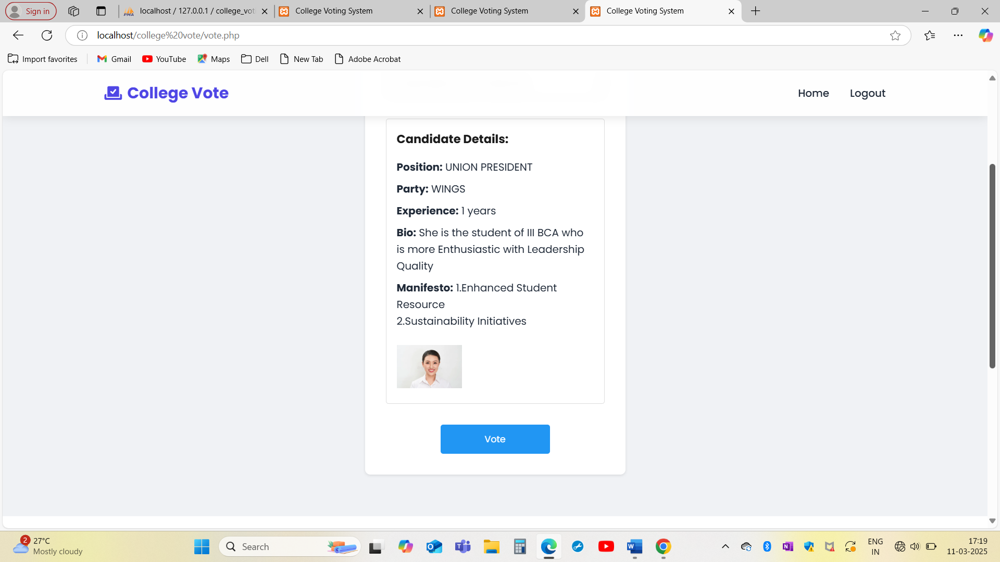 Sign in
localhost / 127.0.0.1 / college_vot
College Voting System
College Voting System
College Voting System
localhost/college%20vote/vote.php
Import favorites
Gmail
YouTube
Maps
Dell
New Tab
Adobe Acrobat
College Vote
Home
Logout
Candidate Details:
Position: UNION PRESIDENT
Party: WINGS
Experience: 1 years
Bio: She is the student of III BCA who
is more Enthusiastic with Leadership
Quality
Manifesto: 1.Enhanced Student
Resource
2.Sustainability Initiatives
Vote
2
27°C
Mostly cloudy
Search
ENG
IN
17:19
11-03-2025